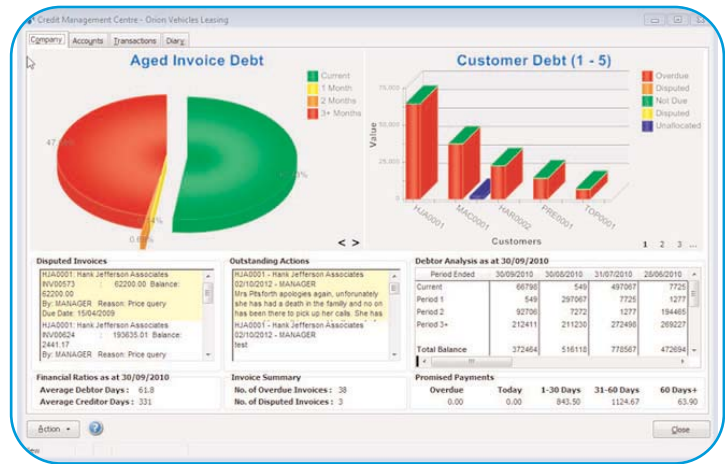 Credit Management Centre - Orion Vehicles Leasing
Company Accounts Transactions Diary
Aged Invoice Debt
Current
1 Month
2 Months
3+ Months
Customer Debt (1 - 5)
Overdue
Disputed
Not Due
Disputed
Unallocated
Value
75,000
50,000
25,000
HJA0001
MAC0001
HAR0002
PRE0001
TOP0001
Customers
< >
1 2 3 ...
Disputed Invoices
HJA0001: Hank Jefferson Associates
INV00573 : 62200.00 Balance:
62200.00
By: MANAGER Reason: Price query
Due Date: 15/04/2009
HJA0001: Hank Jefferson Associates
INV00624 : 193635.01 Balance:
2441.17
By: MANAGER Reason: Price query
Outstanding Actions
HJA0001 - Hank Jefferson Associates
02/10/2012 - MANAGER
Mrs Pitsforth apologies again, unfortunately
she has had a death in the family and no on
has been there to pick up her calls. She has
HJA0001 - Hank Jefferson Associates
02/10/2012 - MANAGER
test
Debtor Analysis as at 30/09/2010
Period Ended 30/09/2010 30/08/2010 31/07/2010 28/06/2010
Current 66798 549 497067 7725
Period 1 549 297067 7725 1277
Period 2 92706 7272 1277 194465
Period 3+ 212411 211230 272498 269227
Total Balance 372464 516118 778567 472694
Financial Ratios as at 30/09/2010
Average Debtor Days : 61.8
Average Creditor Days : 331
Invoice Summary
No. of Overdue Invoices : 38
No. of Disputed Invoices : 3
Promised Payments
Overdue Today 1-30 Days 31-60 Days 60 Days+
0.00 0.00 843.50 1124.67 63.90
Action
Close